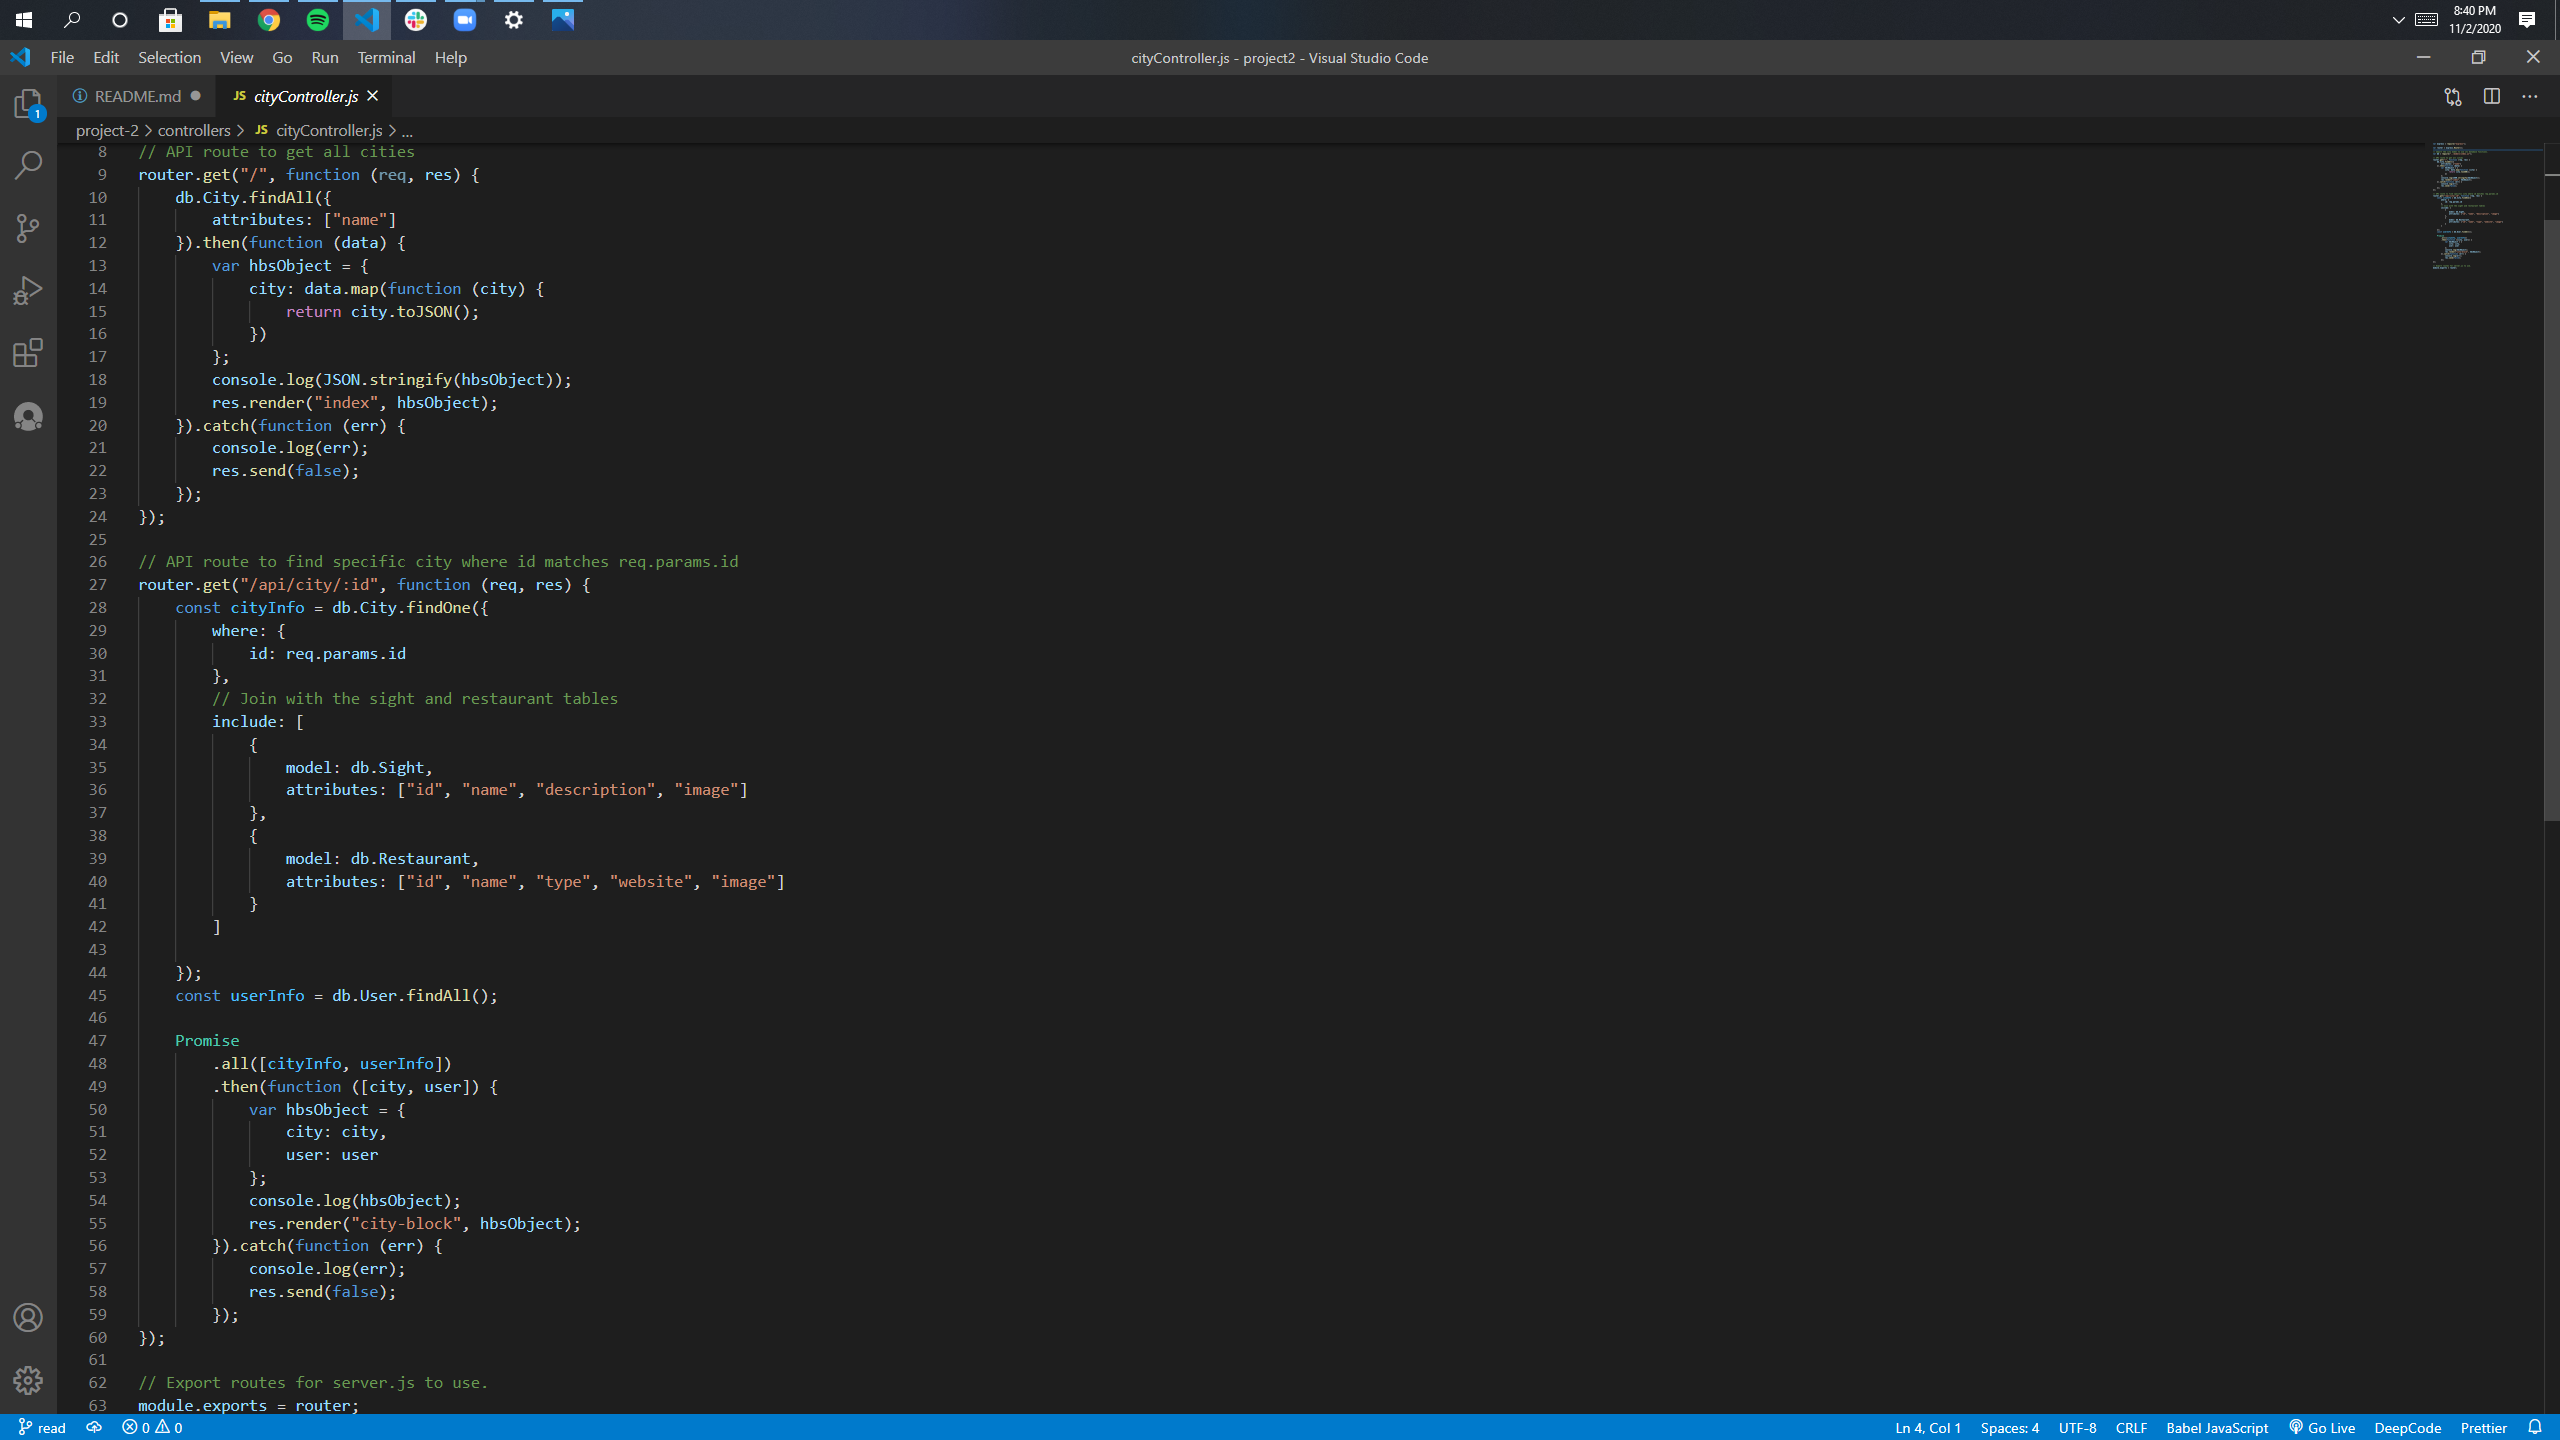 8:40 PM
11/2/2020
File Edit Selection View Go Run Terminal Help
cityController.js - project2 - Visual Studio Code
README.md
JS cityController.js
project-2 > controllers > JS cityController.js > ...
1
8 // API route to get all cities
9 router.get("/", function (req, res) {
10 db.City.findAll({
11 attributes: ["name"]
12 }).then(function (data) {
13 var hbsObject = {
14 city: data.map(function (city) {
15 return city.toJSON();
16 })
17 };
18 console.log(JSON.stringify(hbsObject));
19 res.render("index", hbsObject);
20 }).catch(function (err) {
21 console.log(err);
22 res.send(false);
23 });
24 });
25
26 // API route to find specific city where id matches req.params.id
27 router.get("/api/city/:id", function (req, res) {
28 const cityInfo = db.City.findOne({
29 where: {
30 id: req.params.id
31 },
32 // Join with the sight and restaurant tables
33 include: [
34 {
35 model: db.Sight,
36 attributes: ["id", "name", "description", "image"]
37 },
38 {
39 model: db.Restaurant,
40 attributes: ["id", "name", "type", "website", "image"]
41 }
42 ]
43
44 });
45 const userInfo = db.User.findAll();
46
47 Promise
48 .all([cityInfo, userInfo])
49 .then(function ([city, user]) {
50 var hbsObject = {
51 city: city,
52 user: user
53 };
54 console.log(hbsObject);
55 res.render("city-block", hbsObject);
56 }).catch(function (err) {
57 console.log(err);
58 res.send(false);
59 });
60 });
61
62 // Export routes for server.js to use.
63 module.exports = router;
read 0 0 Ln 4, Col 1 Spaces: 4 UTF-8 CRLF Babel JavaScript Go Live DeepCode Prettier